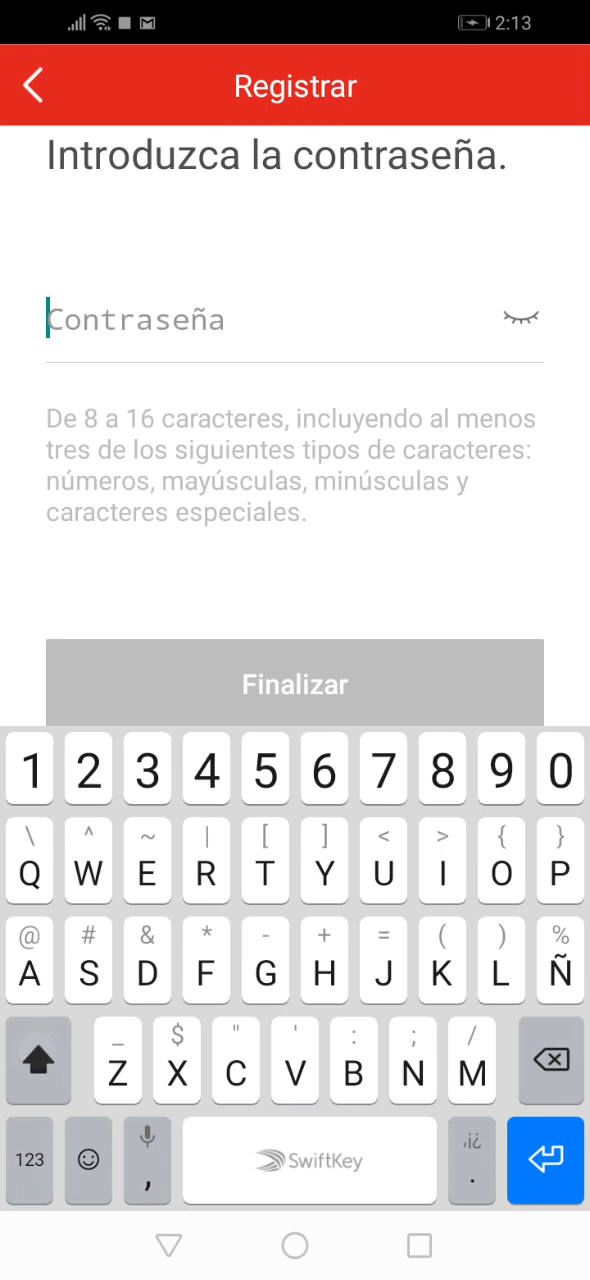 2:13
Registrar
Introduzca la contraseña.
Contraseña
De 8 a 16 caracteres, incluyendo al menos
tres de los siguientes tipos de caracteres:
números, mayúsculas, minúsculas y
caracteres especiales.
Finalizar
1 2 3 4 5 6 7 8 9 0
\ ^ ~ | [ ] < > { }
Q W E R T Y U I O P
@ # & * - + = ( ) %
A S D F G H J K L Ñ
_ $ " ' : ; /
Z X C V B N M
123 , SwiftKey ,¡¿ .